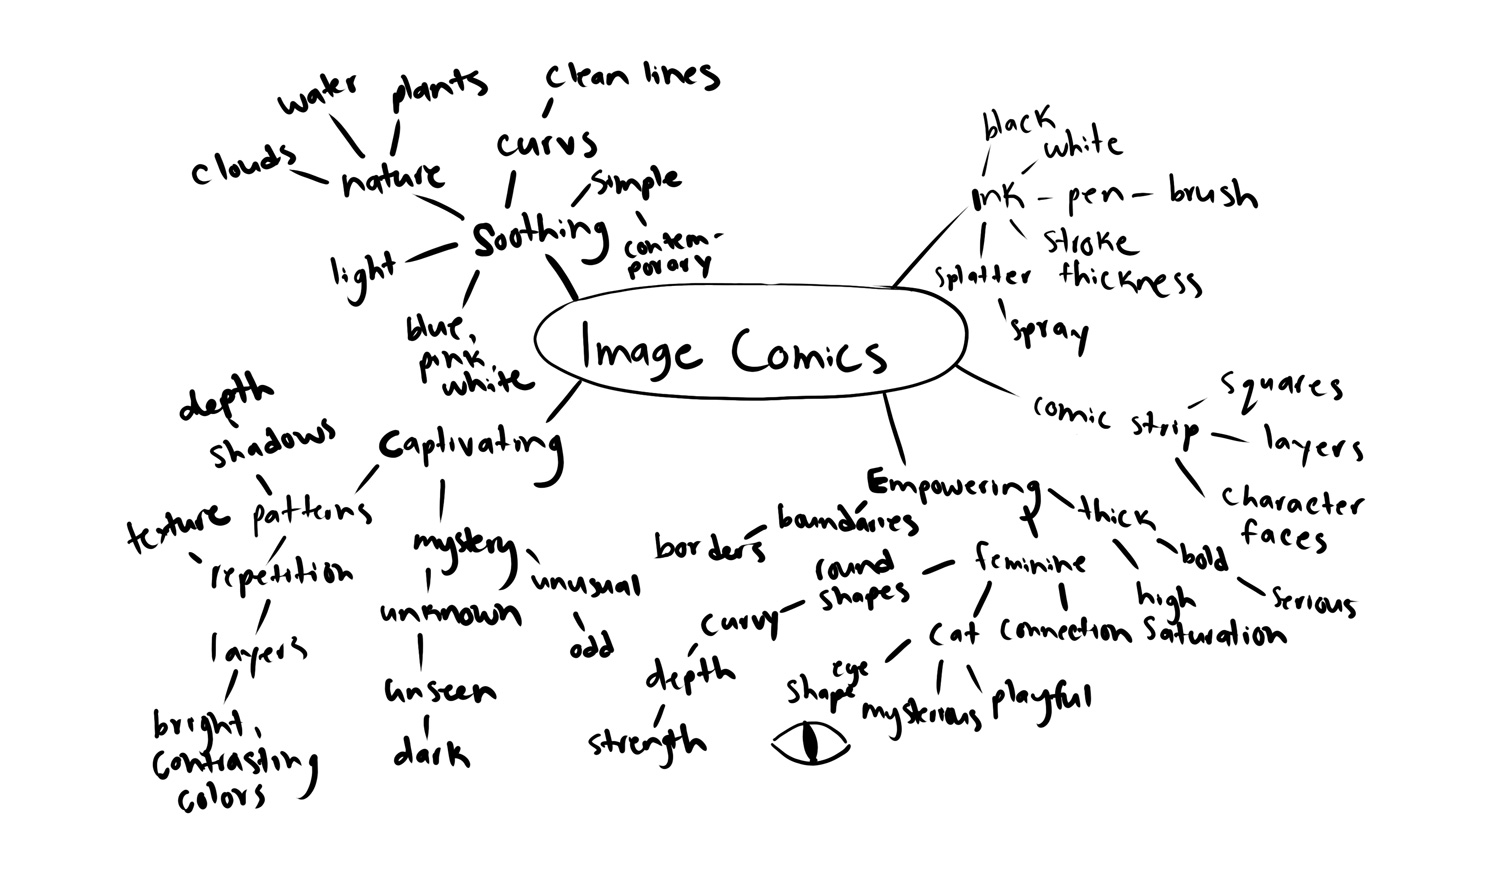 Image Comics
Soothing
nature
clouds
water
plants
curvs
clean lines
simple
contem-
porary
light
blue,
pink,
white
Ink
black
white
pen
brush
stroke
thickness
splatter
spray
comic strip
squares
layers
character
faces
Empowering
boundaries
borders
feminine
round
shapes
curvy
depth
strength
cat
eye
shape
mysterious
playful
connection
thick
high
saturation
bold
serious
Captivating
patterns
shadows
depth
repetition
texture
layers
bright,
contrasting
colors
mystery
unknown
unseen
dark
unusual
odd